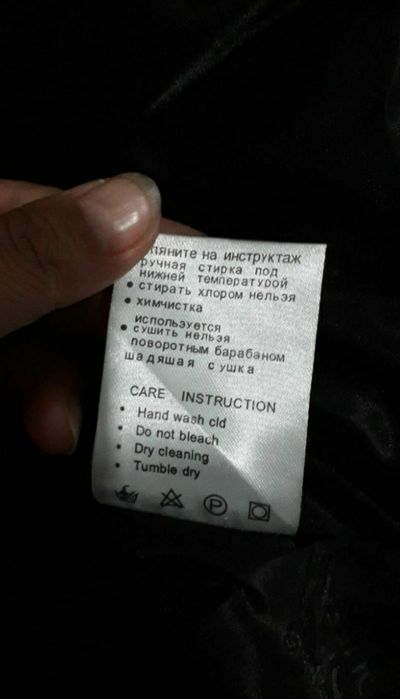 на инструктаж
ручная стирка под
нижней температурой
• стирать хлором нельзя
• химчистка
используется
• сушить нельзя
поворотным барабаном
шадяшая сушка
CARE INSTRUCTION
• Hand wash cld
• Do not bleach
• Dry cleaning
• Tumble dry
P